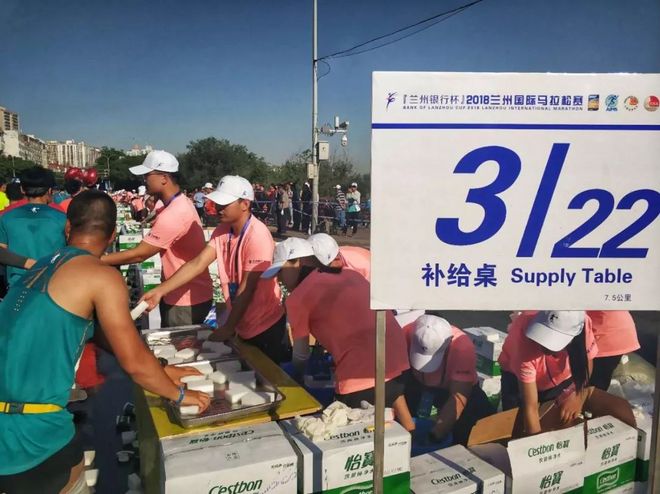 『兰州银行杯』2018兰州国际马拉松赛
BANK OF LANZHOU CUP 2018 LANZHOU INTERNATIONAL MARATHON
3/22
补给桌 Supply Table
7.5公里
Cestbon
怡宝
Cestbon
Cestbon
怡宝
Cestbon
怡宝
Cestbon